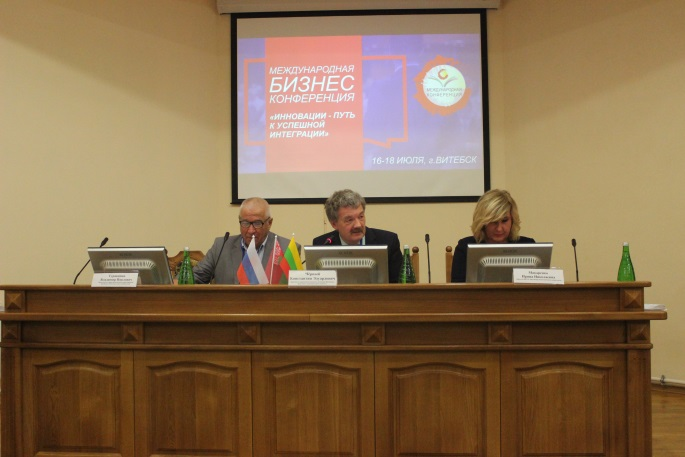 МЕЖДУНАРОДНАЯ
БИЗНЕС
КОНФЕРЕНЦИЯ
«ИННОВАЦИИ - ПУТЬ
К УСПЕШНОЙ
ИНТЕГРАЦИИ»
16-18 ИЮЛЯ, г. ВИТЕБСК